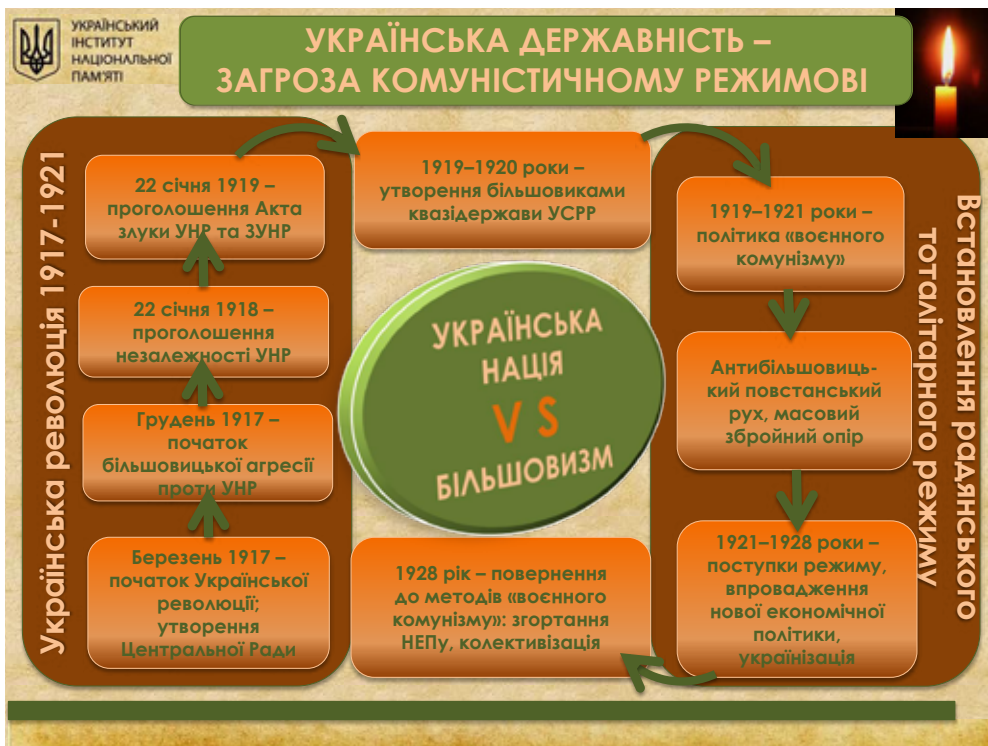 УКРАЇНСЬКИЙ
ІНСТИТУТ
НАЦІОНАЛЬНОЇ
ПАМ'ЯТІ
УКРАЇНСЬКА ДЕРЖАВНІСТЬ –
ЗАГРОЗА КОМУНІСТИЧНОМУ РЕЖИМОВІ
Українська революція 1917-1921
22 січня 1919 –
проголошення Акта
злуки УНР та ЗУНР
22 січня 1918 –
проголошення
незалежності УНР
Грудень 1917 –
початок
більшовицької агресії
проти УНР
Березень 1917 –
початок Української
революції;
утворення
Центральної Ради
1919–1920 роки –
утворення більшовиками
квазідержави УСРР
УКРАЇНСЬКА
НАЦІЯ
VS
БІЛЬШОВИЗМ
1928 рік – повернення
до методів «воєнного
комунізму»: згортання
НЕПу, колективізація
1919–1921 роки –
політика «воєнного
комунізму»
Антибільшовиць-
кий повстанський
рух, масовий
збройний опір
1921–1928 роки –
поступки режиму,
впровадження
нової економічної
політики,
українізація
Встановлення радянського
тоталітарного режиму